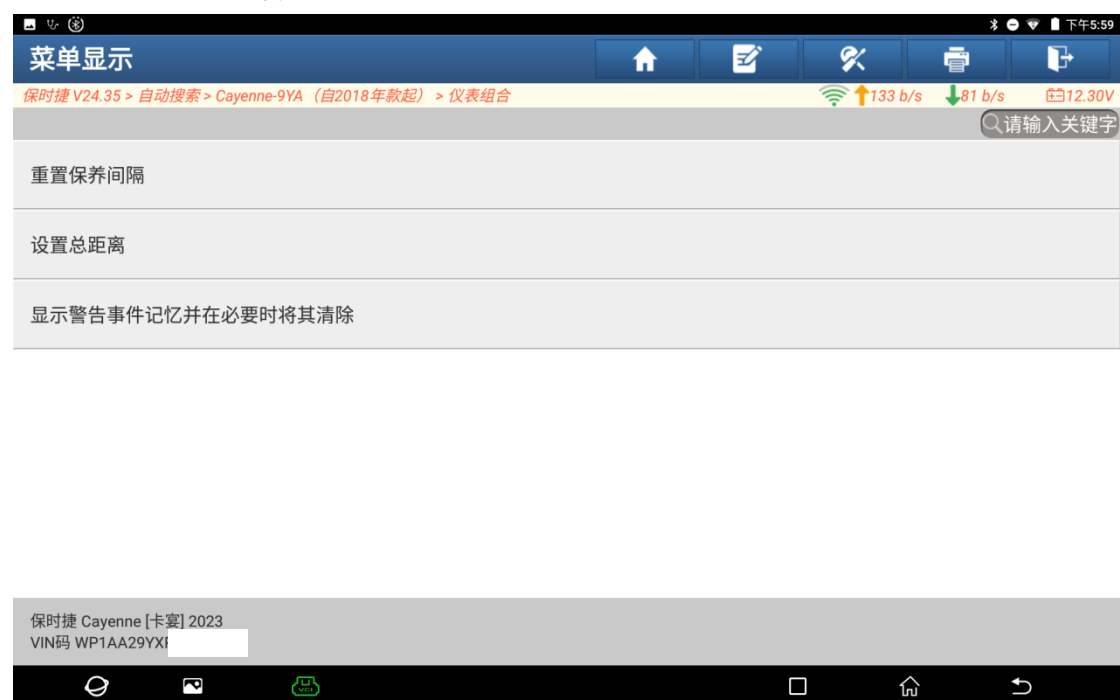 下午5:59
菜单显示
保时捷 V24.35 > 自动搜索 > Cayenne-9YA（自2018年款起） > 仪表组合 133 b/s 81 b/s 12.30V
请输入关键字
重置保养间隔
设置总距离
显示警告事件记忆并在必要时将其清除
保时捷 Cayenne [卡宴] 2023
VIN码 WP1AA29YX
VCI